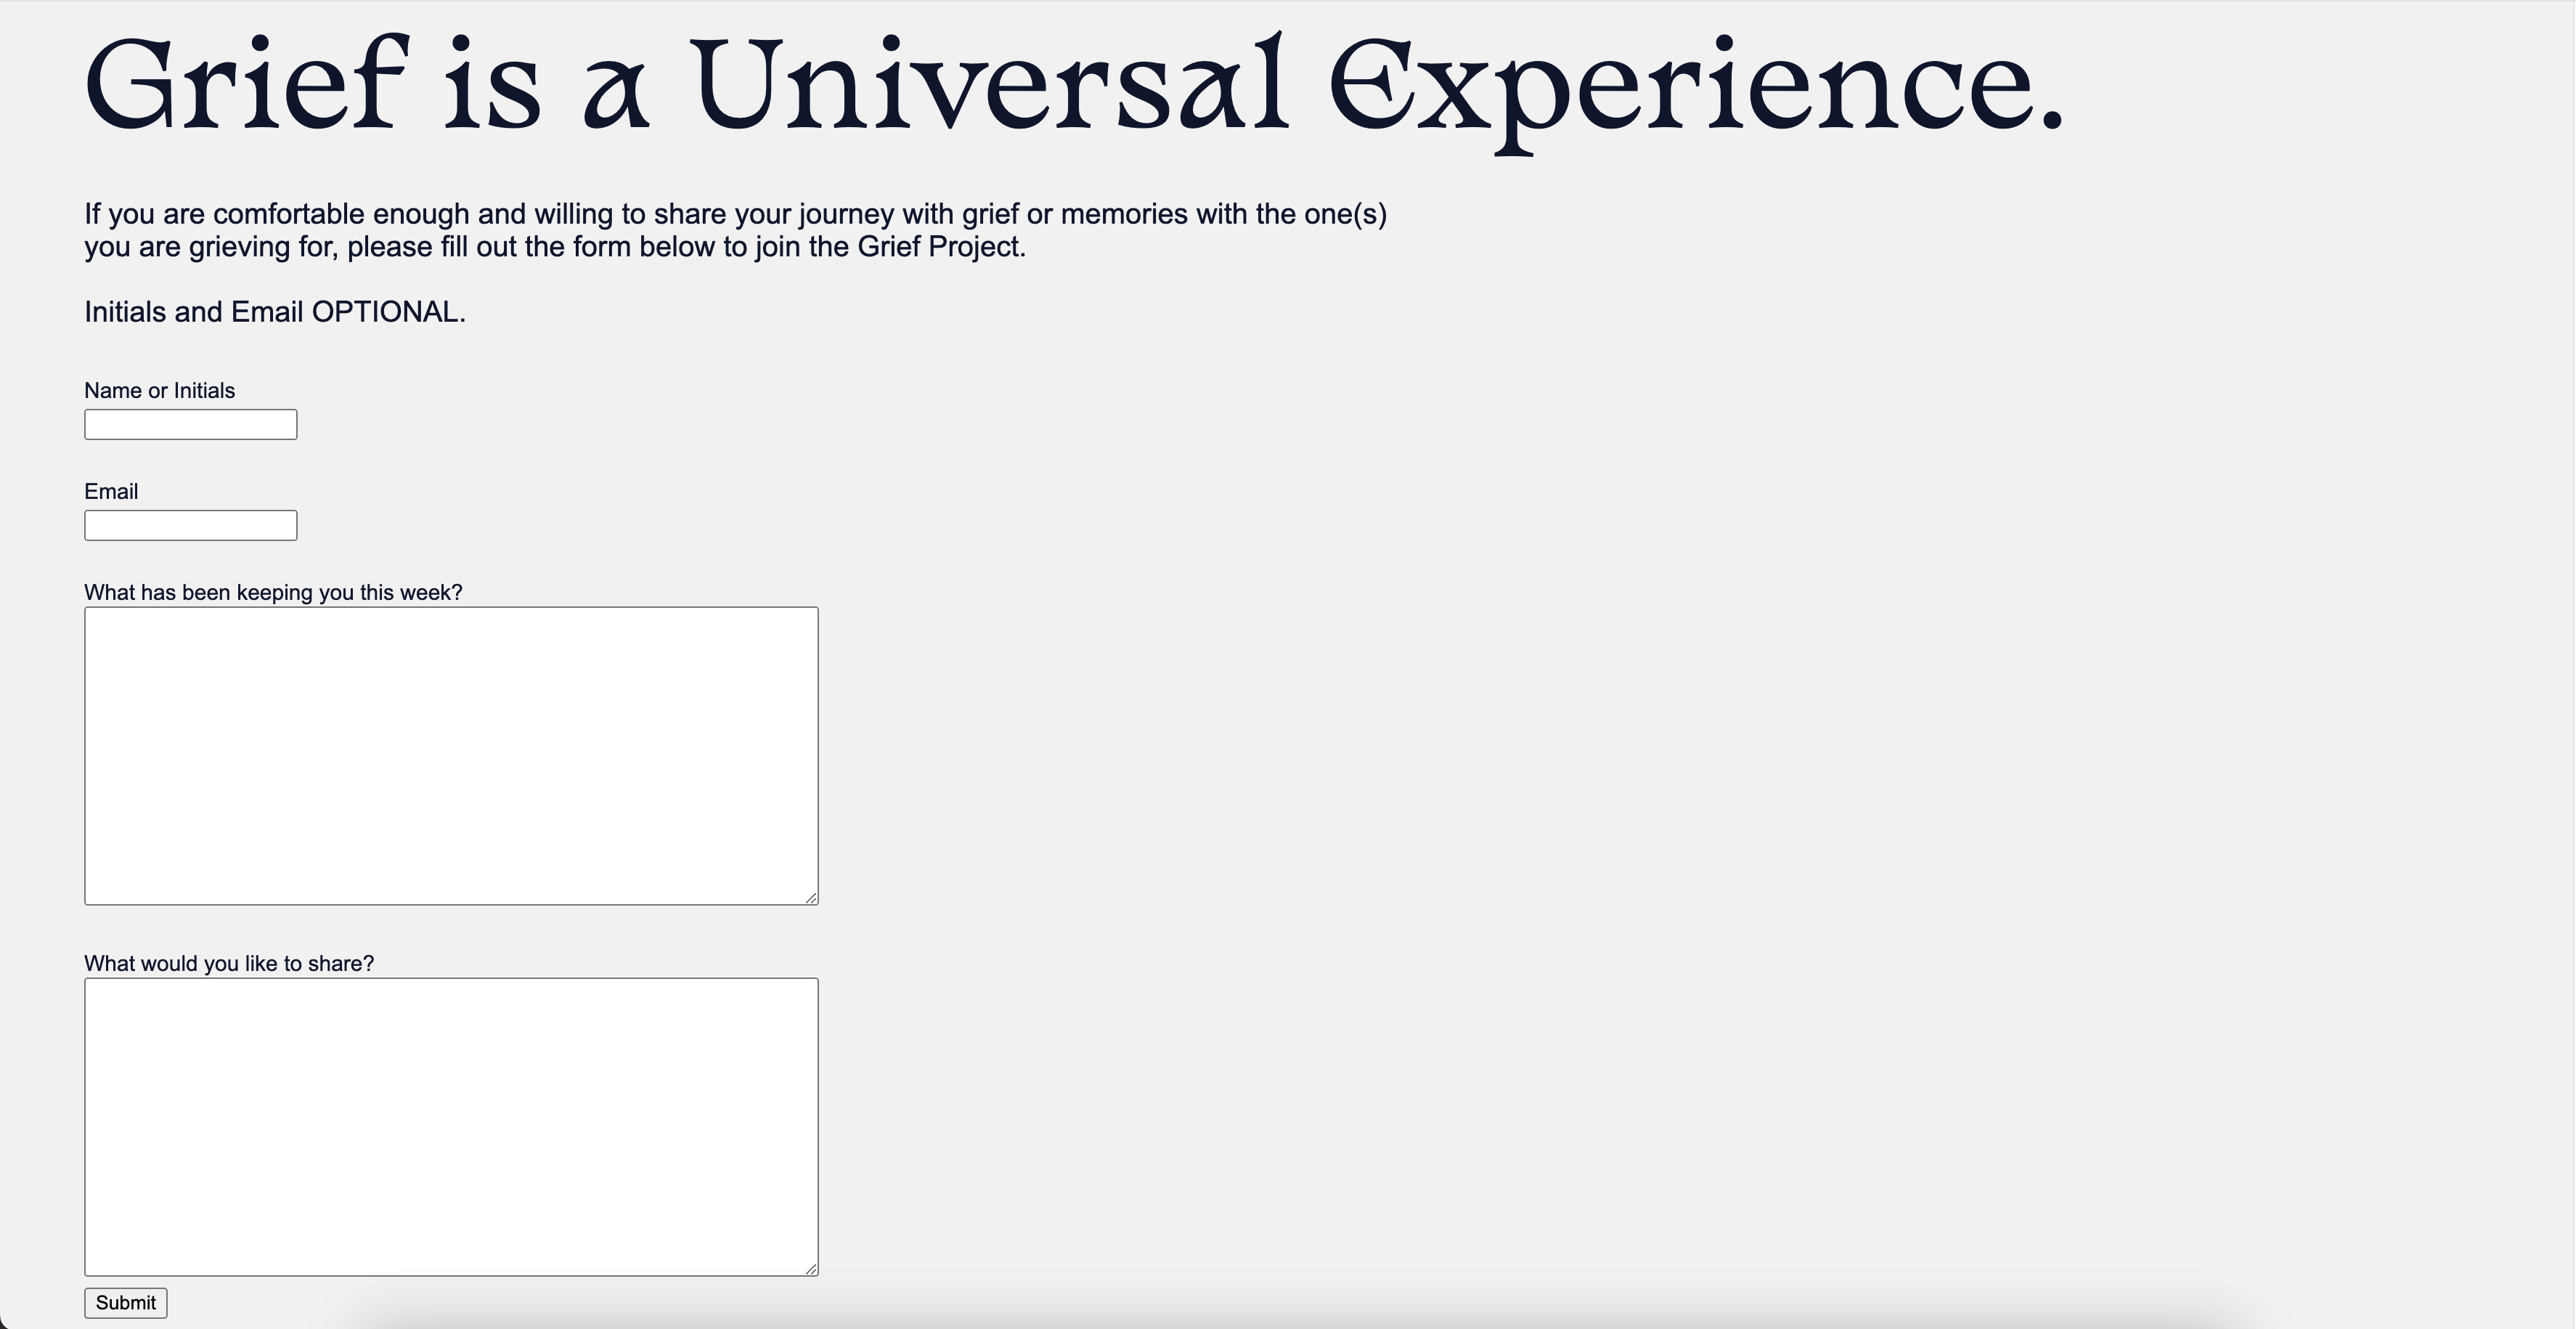 Grief is a Universal Experience.
If you are comfortable enough and willing to share your journey with grief or memories with the one(s)
you are grieving for, please fill out the form below to join the Grief Project.
Initials and Email OPTIONAL.
Name or Initials
Email
What has been keeping you this week?
What would you like to share?
Submit